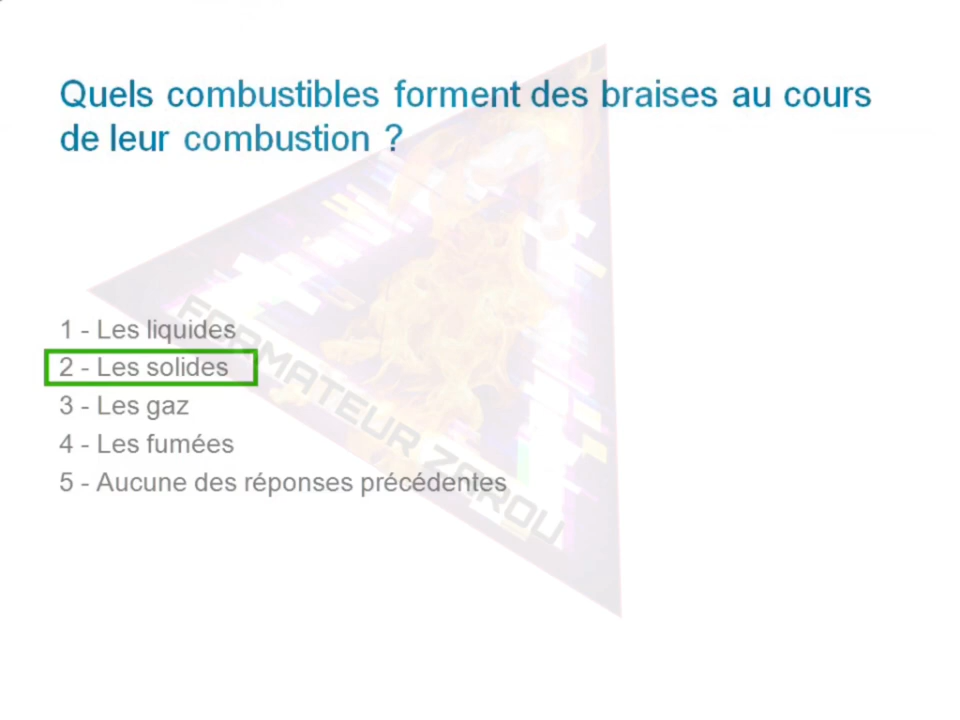 Quels combustibles forment des braises au cours
de leur combustion ?
1 - Les liquides
2 - Les solides
3 - Les gaz
4 - Les fumées
5 - Aucune des réponses précédentes
FORMATEUR ZAROU